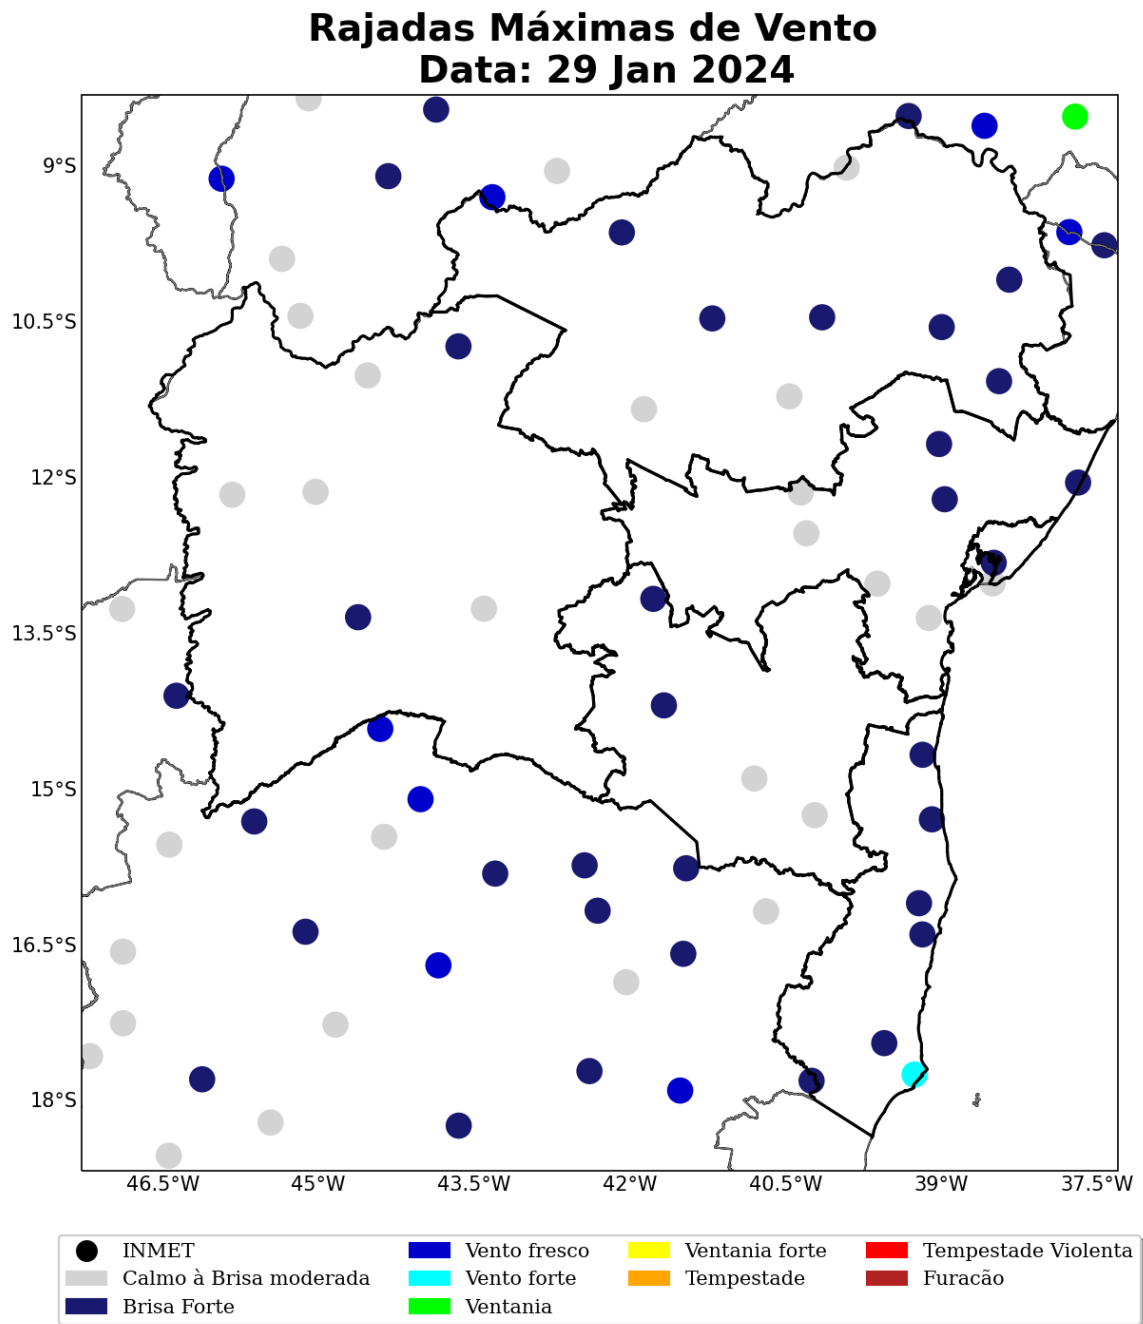 Rajadas Máximas de Vento
Data: 29 Jan 2024
9°S
10.5°S
12°S
13.5°S
15°S
16.5°S
18°S
46.5°W 45°W 43.5°W 42°W 40.5°W 39°W 37.5°W
INMET Vento fresco Ventania forte Tempestade Violenta
Calmo à Brisa moderada Vento forte Tempestade Furacão
Brisa Forte Ventania